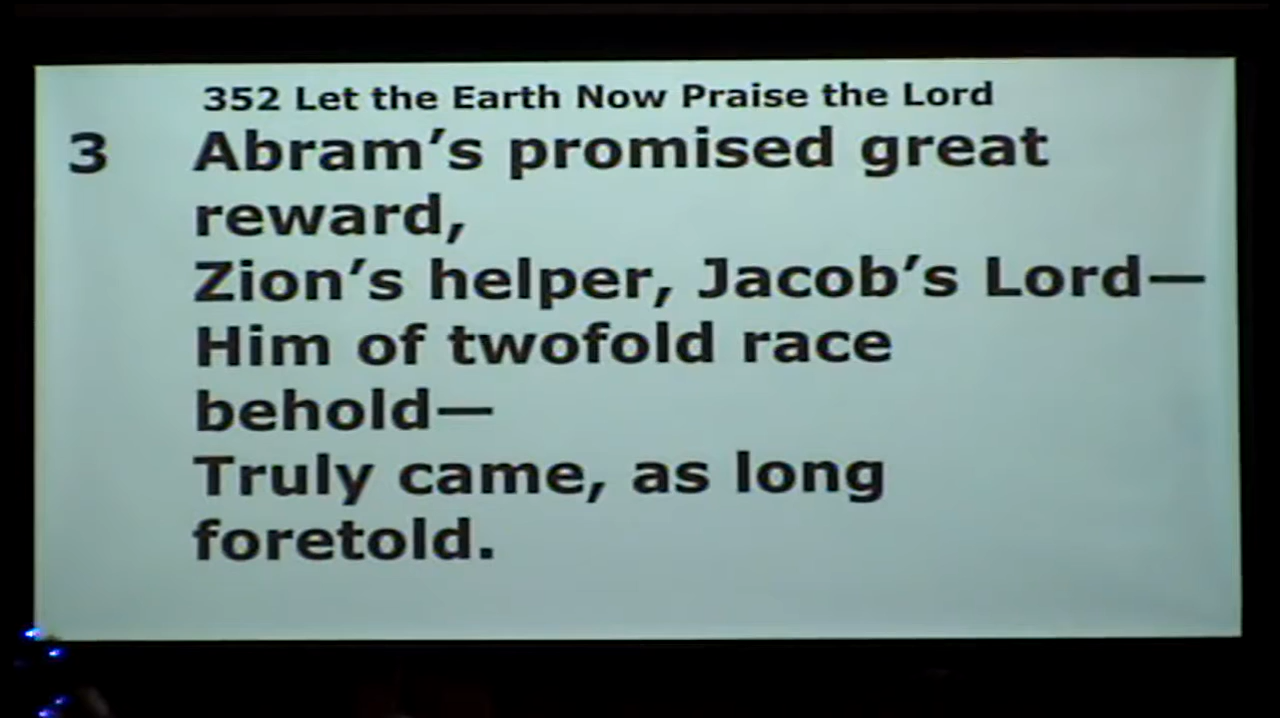 352 Let the Earth Now Praise the Lord
3 Abram’s promised great
reward,
Zion’s helper, Jacob’s Lord—
Him of twofold race
behold—
Truly came, as long
foretold.